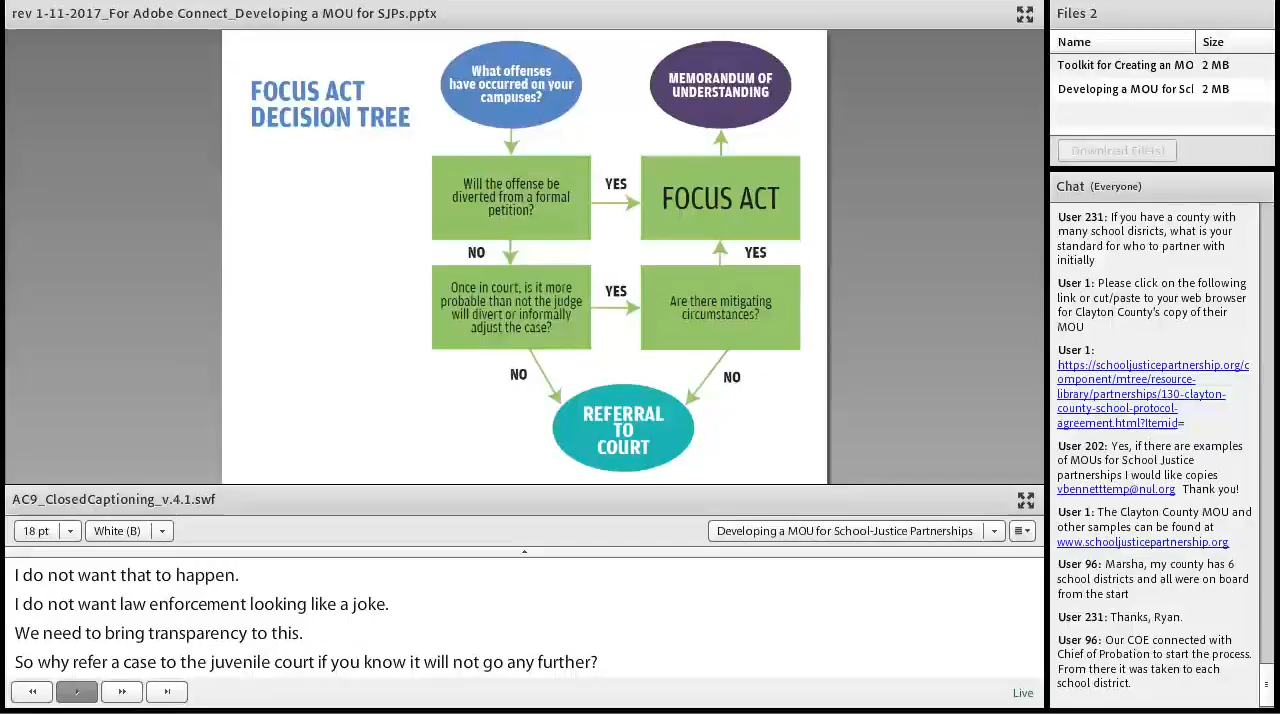 rev 1-11-2017_For Adobe Connect_Developing a MOU for SJPs.pptx
FOCUS ACT
DECISION TREE
What offenses
have occurred on your
campuses?
MEMORANDUM OF
UNDERSTANDING
Will the offense be
diverted from a formal
petition?
YES
FOCUS ACT
NO
YES
Once in court, is it more
probable than not the judge
will divert or informally
adjust the case?
YES
Are there mitigating
circumstances?
NO
NO
REFERRAL
TO
COURT
AC9_ClosedCaptioning_v.4.1.swf
18 pt
White (B)
Developing a MOU for School-Justice Partnerships
I do not want that to happen.
I do not want law enforcement looking like a joke.
We need to bring transparency to this.
So why refer a case to the juvenile court if you know it will not go any further?
Live
Files 2
Name Size
Toolkit for Creating an MO 2 MB
Developing a MOU for Scl 2 MB
Download File(s)
Chat (Everyone)
User 231: If you have a county with
many school disricts, what is your
standard for who to partner with
initially
User 1: Please click on the following
link or cut/paste to your web browser
for Clayton County's copy of their
MOU
User 1:
https://schooljusticepartnership.org/c
omponent/mtree/resource-
library/partnerships/130-clayton-
county-school-protocol-
agreement.html?Itemid=
User 202: Yes, if there are examples
of MOUs for School Justice
partnerships I would like copies
vbennetttemp@nul.org Thank you!
User 1: The Clayton County MOU and
other samples can be found at
www.schooljusticepartnership.org
User 96: Marsha, my county has 6
school districts and all were on board
from the start
User 231: Thanks, Ryan.
User 96: Our COE connected with
Chief of Probation to start the process.
From there it was taken to each
school district.